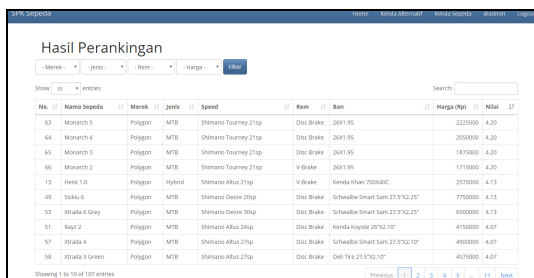 SPK Sepeda Home Kelola Alternatif Kelola Sepeda @admin Logout
Hasil Perankingan
- Merek - - Jenis - - Rem - - Harga - Filter
Show 10 entries Search:
No. Nama Sepeda Merek Jenis Speed Rem Ban Harga (Rp) Nilai
63 Monarch 5 Polygon MTB Shimano Tourney 21sp Disc Brake 26X1.95 2225000 4.20
64 Monarch 4 Polygon MTB Shimano Tourney 21sp Disc Brake 26X1.95 2050000 4.20
65 Monarch 3 Polygon MTB Shimano Tourney 21sp Disc Brake 26X1.95 1875000 4.20
66 Monarch 2 Polygon MTB Shimano Tourney 21sp V-Brake 26X1.95 1715000 4.20
13 Heist 1.0 Polygon Hybrid Shimano Altus 21sp V-Brake Kenda Khan 700X40C 2570000 4.13
49 Siskiu 6 Polygon MTB Shimano Deore 20sp Disc Brake Schwalbe Smart Sam 27.5"X2.25" 7750000 4.13
53 Xtrada 6 Grey Polygon MTB Shimano Deore 30sp Disc Brake Schwalbe Smart Sam 27.5"X2.25" 6500000 4.13
51 Rayz 2 Polygon MTB Shimano Altus 24sp Disc Brake Kenda Koyote 26"X2.10" 4150000 4.07
57 Xtrada 4 Polygon MTB Shimano Altus 27sp Disc Brake Schwalbe Smart Sam 27.5"X2.10" 4900000 4.07
58 Xtrada 3 Green Polygon MTB Shimano Altus 27sp Disc Brake Deli Tire 27.5"X2.10" 4575000 4.07
Showing 1 to 10 of 107 entries Previous 1 2 3 4 5 ... 11 Next